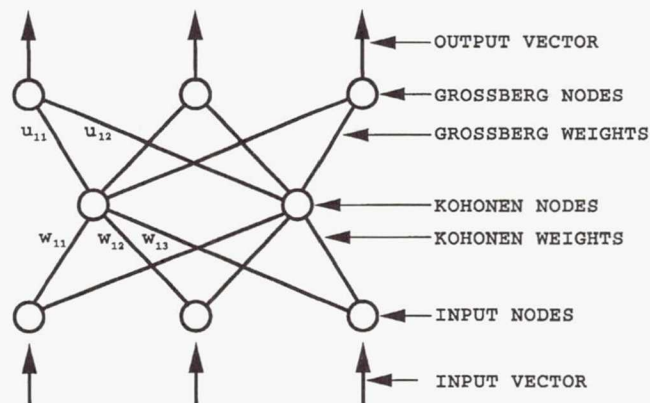 OUTPUT VECTOR
GROSSBERG NODES
u₁₁ u₁₂ GROSSBERG WEIGHTS
KOHONEN NODES
w₁₁ w₁₂ w₁₃ KOHONEN WEIGHTS
INPUT NODES
INPUT VECTOR